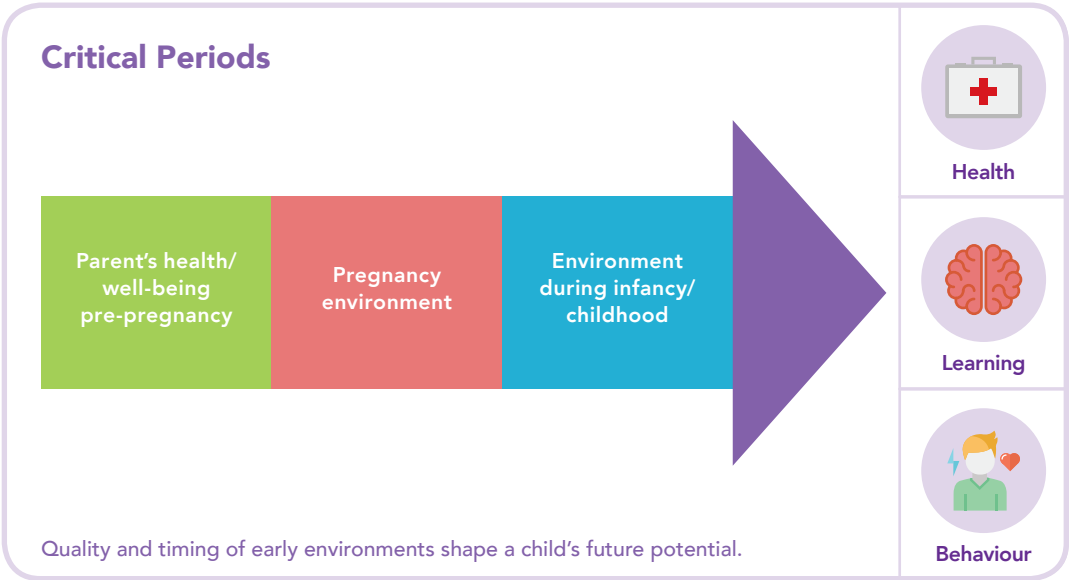 Critical Periods
Parent’s health/
well-being
pre-pregnancy
Pregnancy
environment
Environment
during infancy/
childhood
Quality and timing of early environments shape a child’s future potential.
Health
Learning
Behaviour